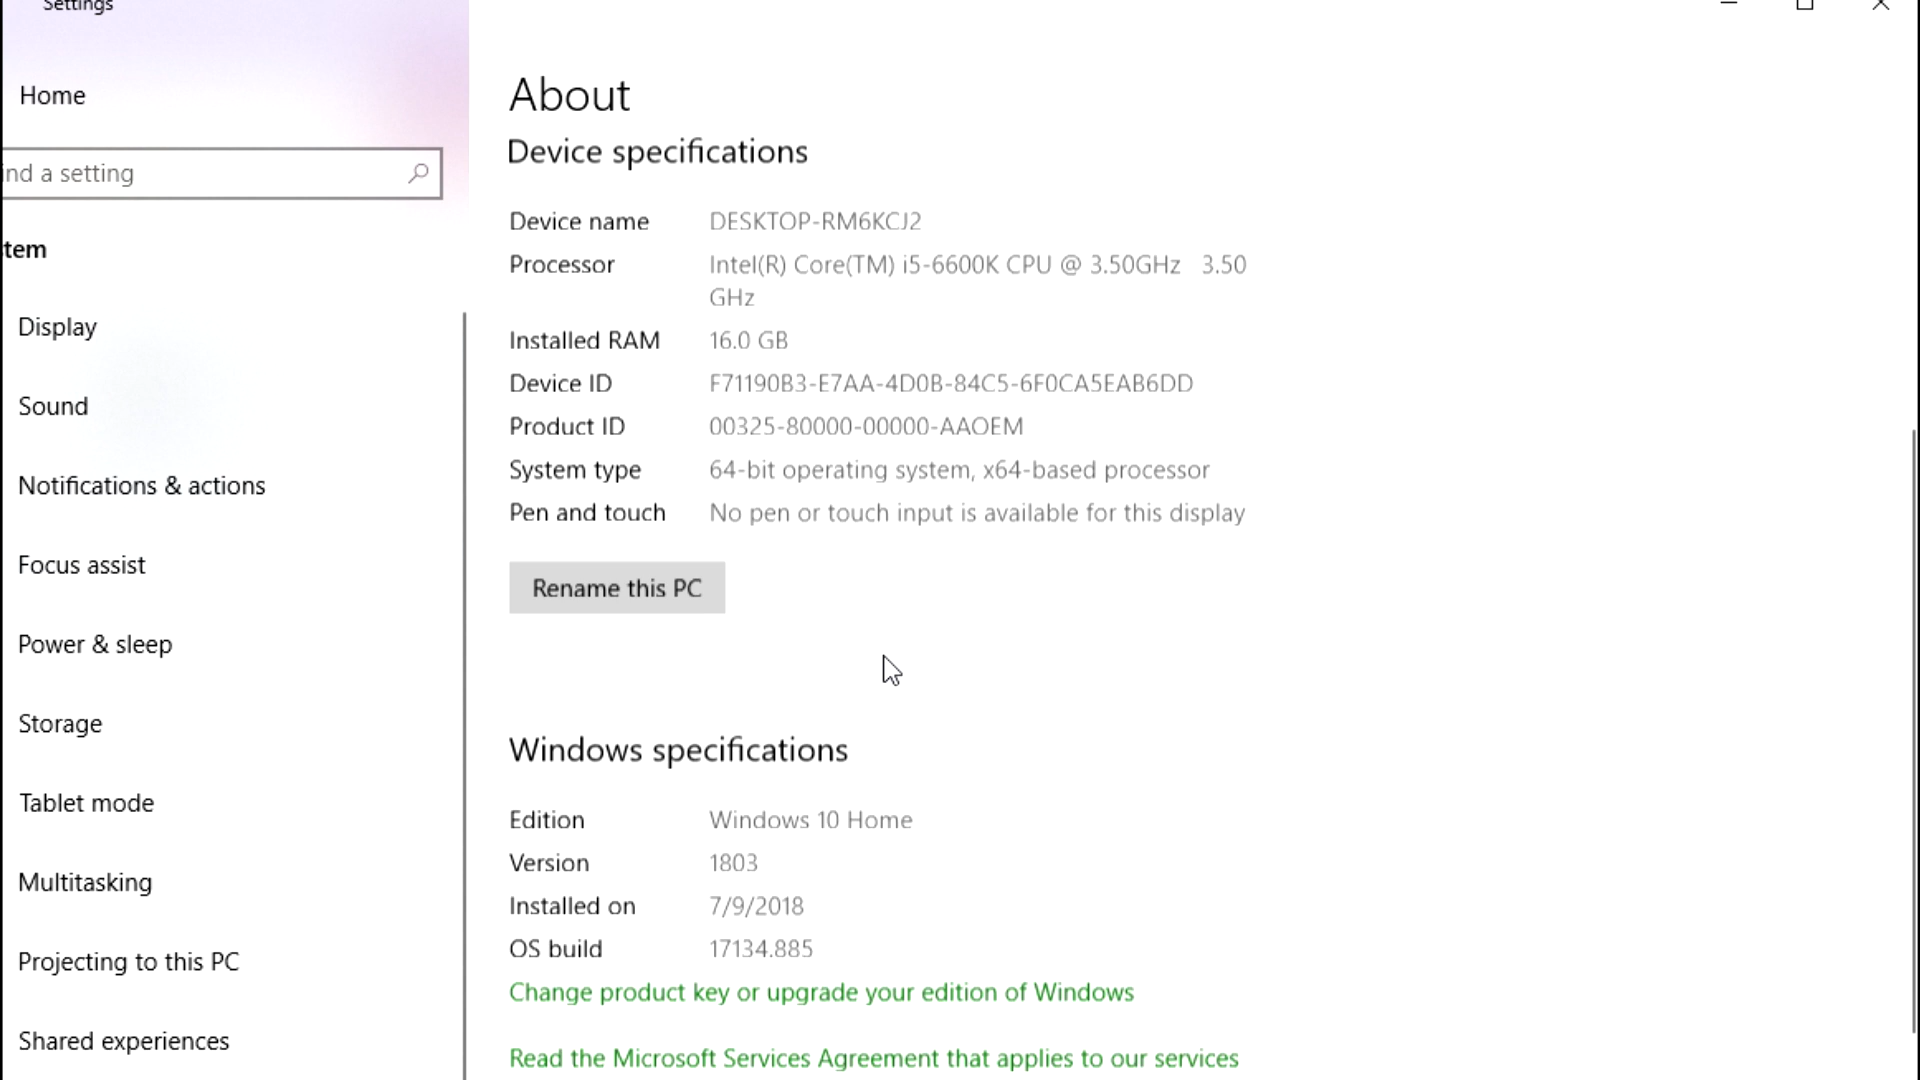 Settings
Home
ind a setting
tem
Display
Sound
Notifications & actions
Focus assist
Power & sleep
Storage
Tablet mode
Multitasking
Projecting to this PC
Shared experiences
About
Device specifications
Device name DESKTOP-RM6KCJ2
Processor Intel(R) Core(TM) i5-6600K CPU @ 3.50GHz 3.50
GHz
Installed RAM 16.0 GB
Device ID F71190B3-E7AA-4D0B-84C5-6F0CA5EAB6DD
Product ID 00325-80000-00000-AAOEM
System type 64-bit operating system, x64-based processor
Pen and touch No pen or touch input is available for this display
Rename this PC
Windows specifications
Edition Windows 10 Home
Version 1803
Installed on 7/9/2018
OS build 17134.885
Change product key or upgrade your edition of Windows
Read the Microsoft Services Agreement that applies to our services